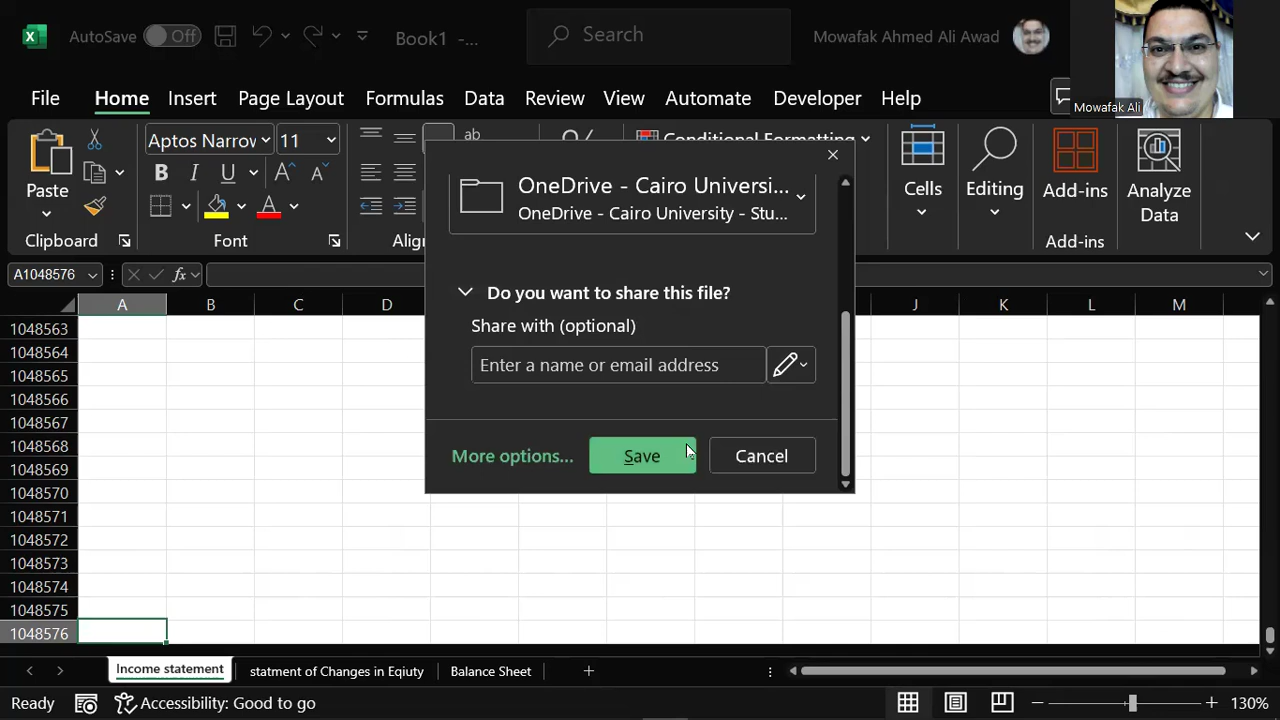 AutoSave Off Book1 -... Search Mowafak Ahmed Ali Awad
Mowafak Ali
File Home Insert Page Layout Formulas Data Review View Automate Developer Help
Aptos Narrov 11 ab % Conditional Formatting
Paste B I U A A A Cells Editing Add-ins Analyze Data
Clipboard Font Aligr Add-ins
A1048576 fx
OneDrive - Cairo Universi...
OneDrive - Cairo University - Stu...
Do you want to share this file?
Share with (optional)
Enter a name or email address
More options... Save Cancel
A B C D J K L M
1048563
1048564
1048565
1048566
1048567
1048568
1048569
1048570
1048571
1048572
1048573
1048574
1048575
1048576
Income statement statment of Changes in Eqiuty Balance Sheet
Ready Accessibility: Good to go 130%